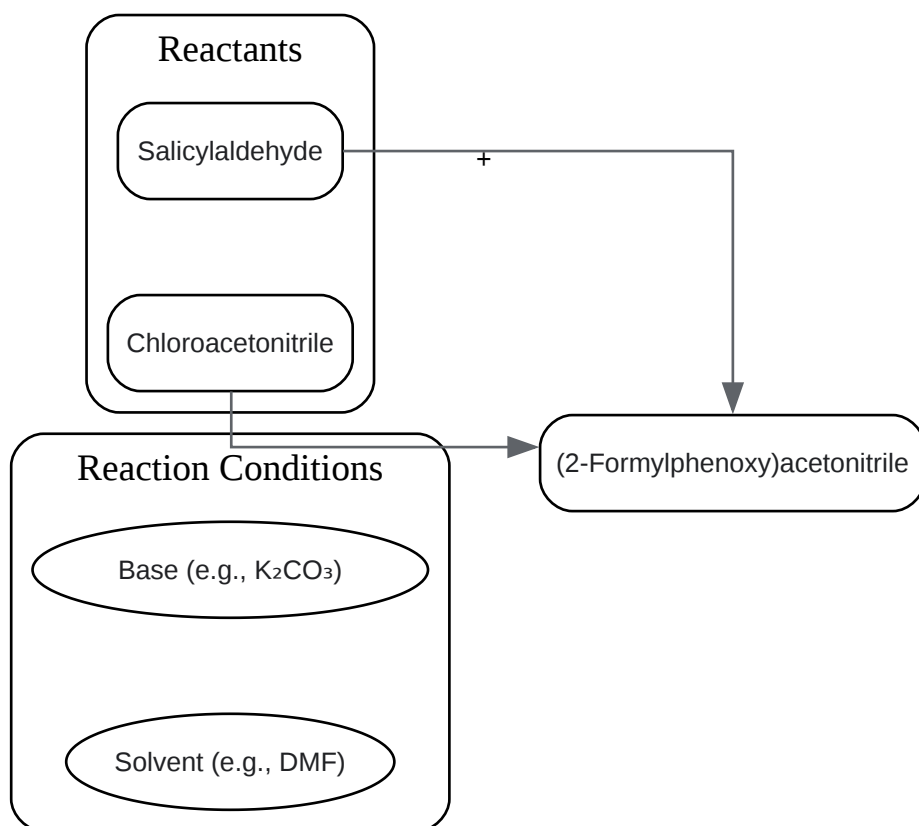 Reactants
Salicylaldehyde
+
Chloroacetonitrile
(2-Formylphenoxy)acetonitrile
Reaction Conditions
Base (e.g., K₂CO₃)
Solvent (e.g., DMF)